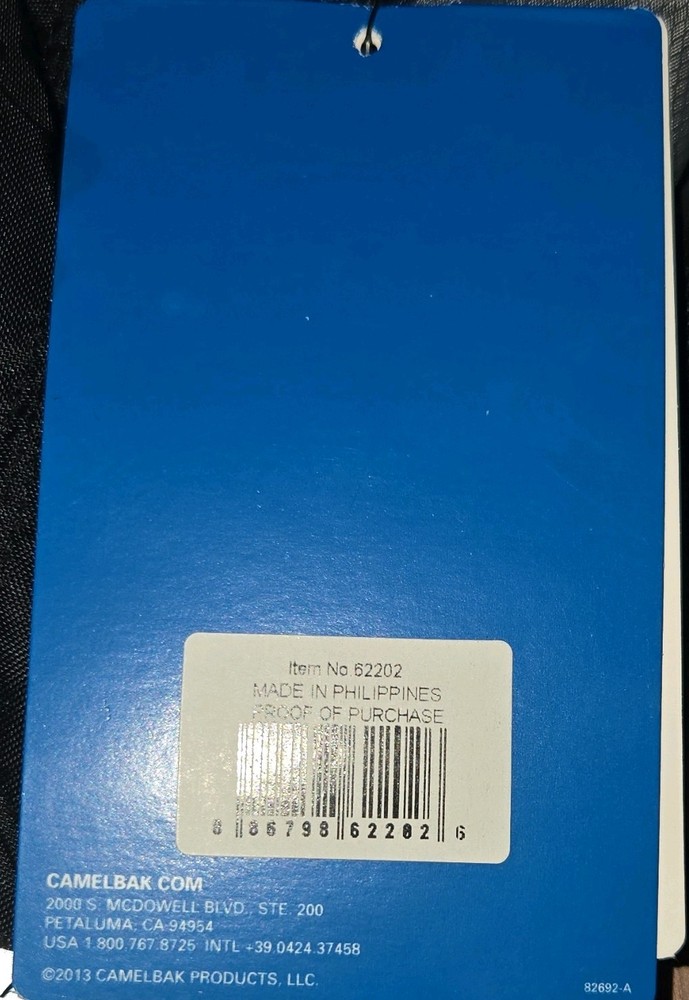 Item No.62202
MADE IN PHILIPPINES
PROOF OF PURCHASE
8 86798 62202 6
CAMELBAK.COM
2000 S. MCDOWELL BLVD., STE. 200
PETALUMA, CA 94954
USA 1.800.767.8725 INTL +39.0424.37458
©2013 CAMELBAK PRODUCTS, LLC.
82692-A